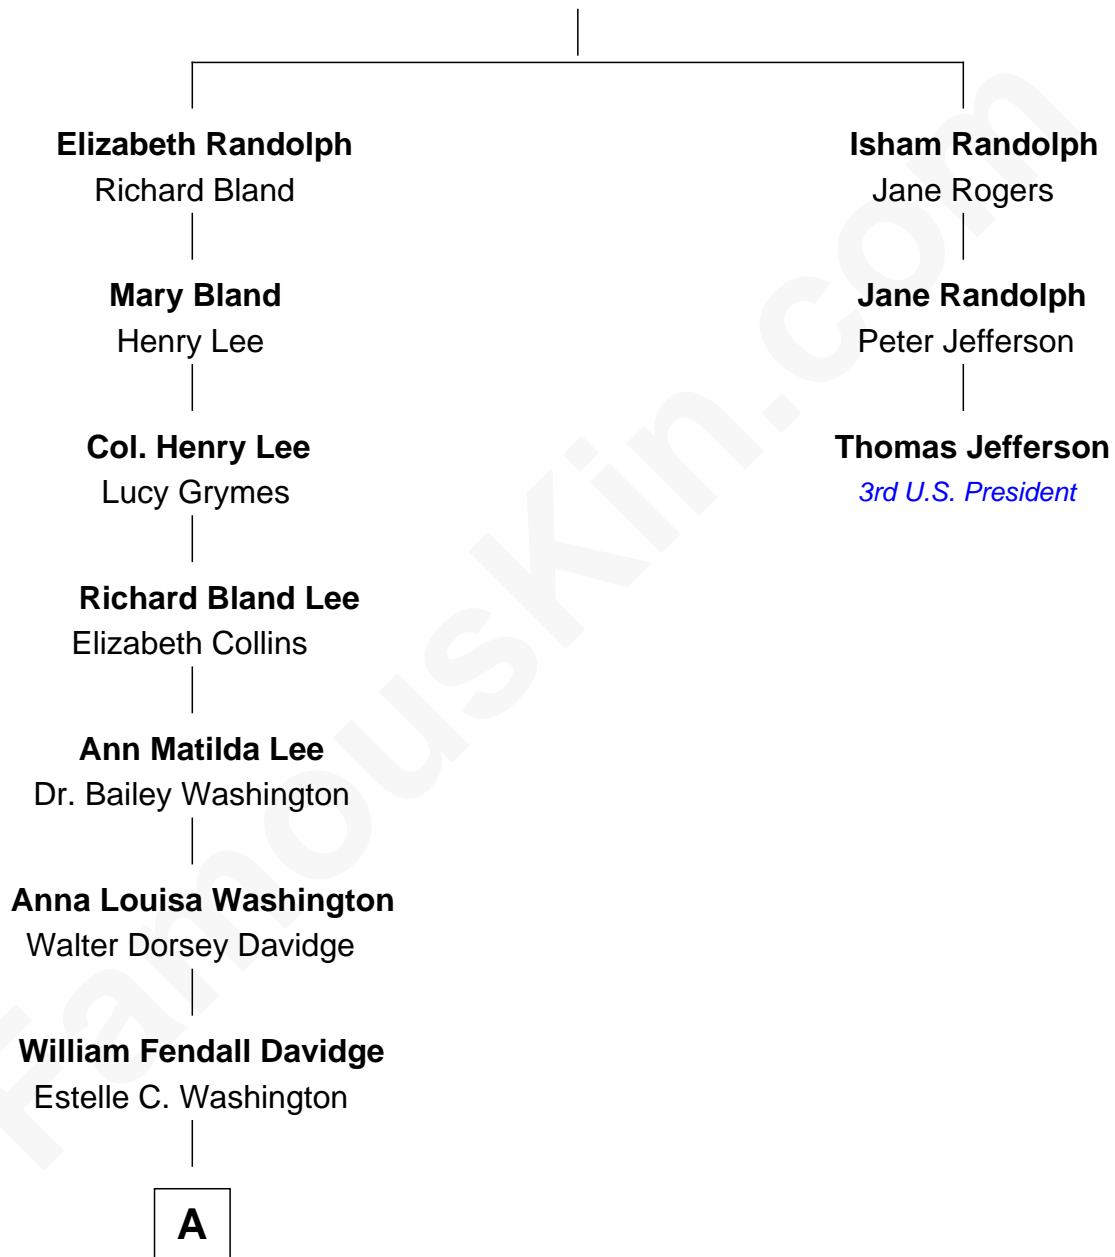 Elizabeth Randolph
Richard Bland
Isham Randolph
Jane Rogers
Mary Bland
Henry Lee
Jane Randolph
Peter Jefferson
Col. Henry Lee
Lucy Grymes
Thomas Jefferson
3rd U.S. President
Richard Bland Lee
Elizabeth Collins
Ann Matilda Lee
Dr. Bailey Washington
Anna Louisa Washington
Walter Dorsey Davidge
William Fendall Davidge
Estelle C. Washington
A
FamousKin.com